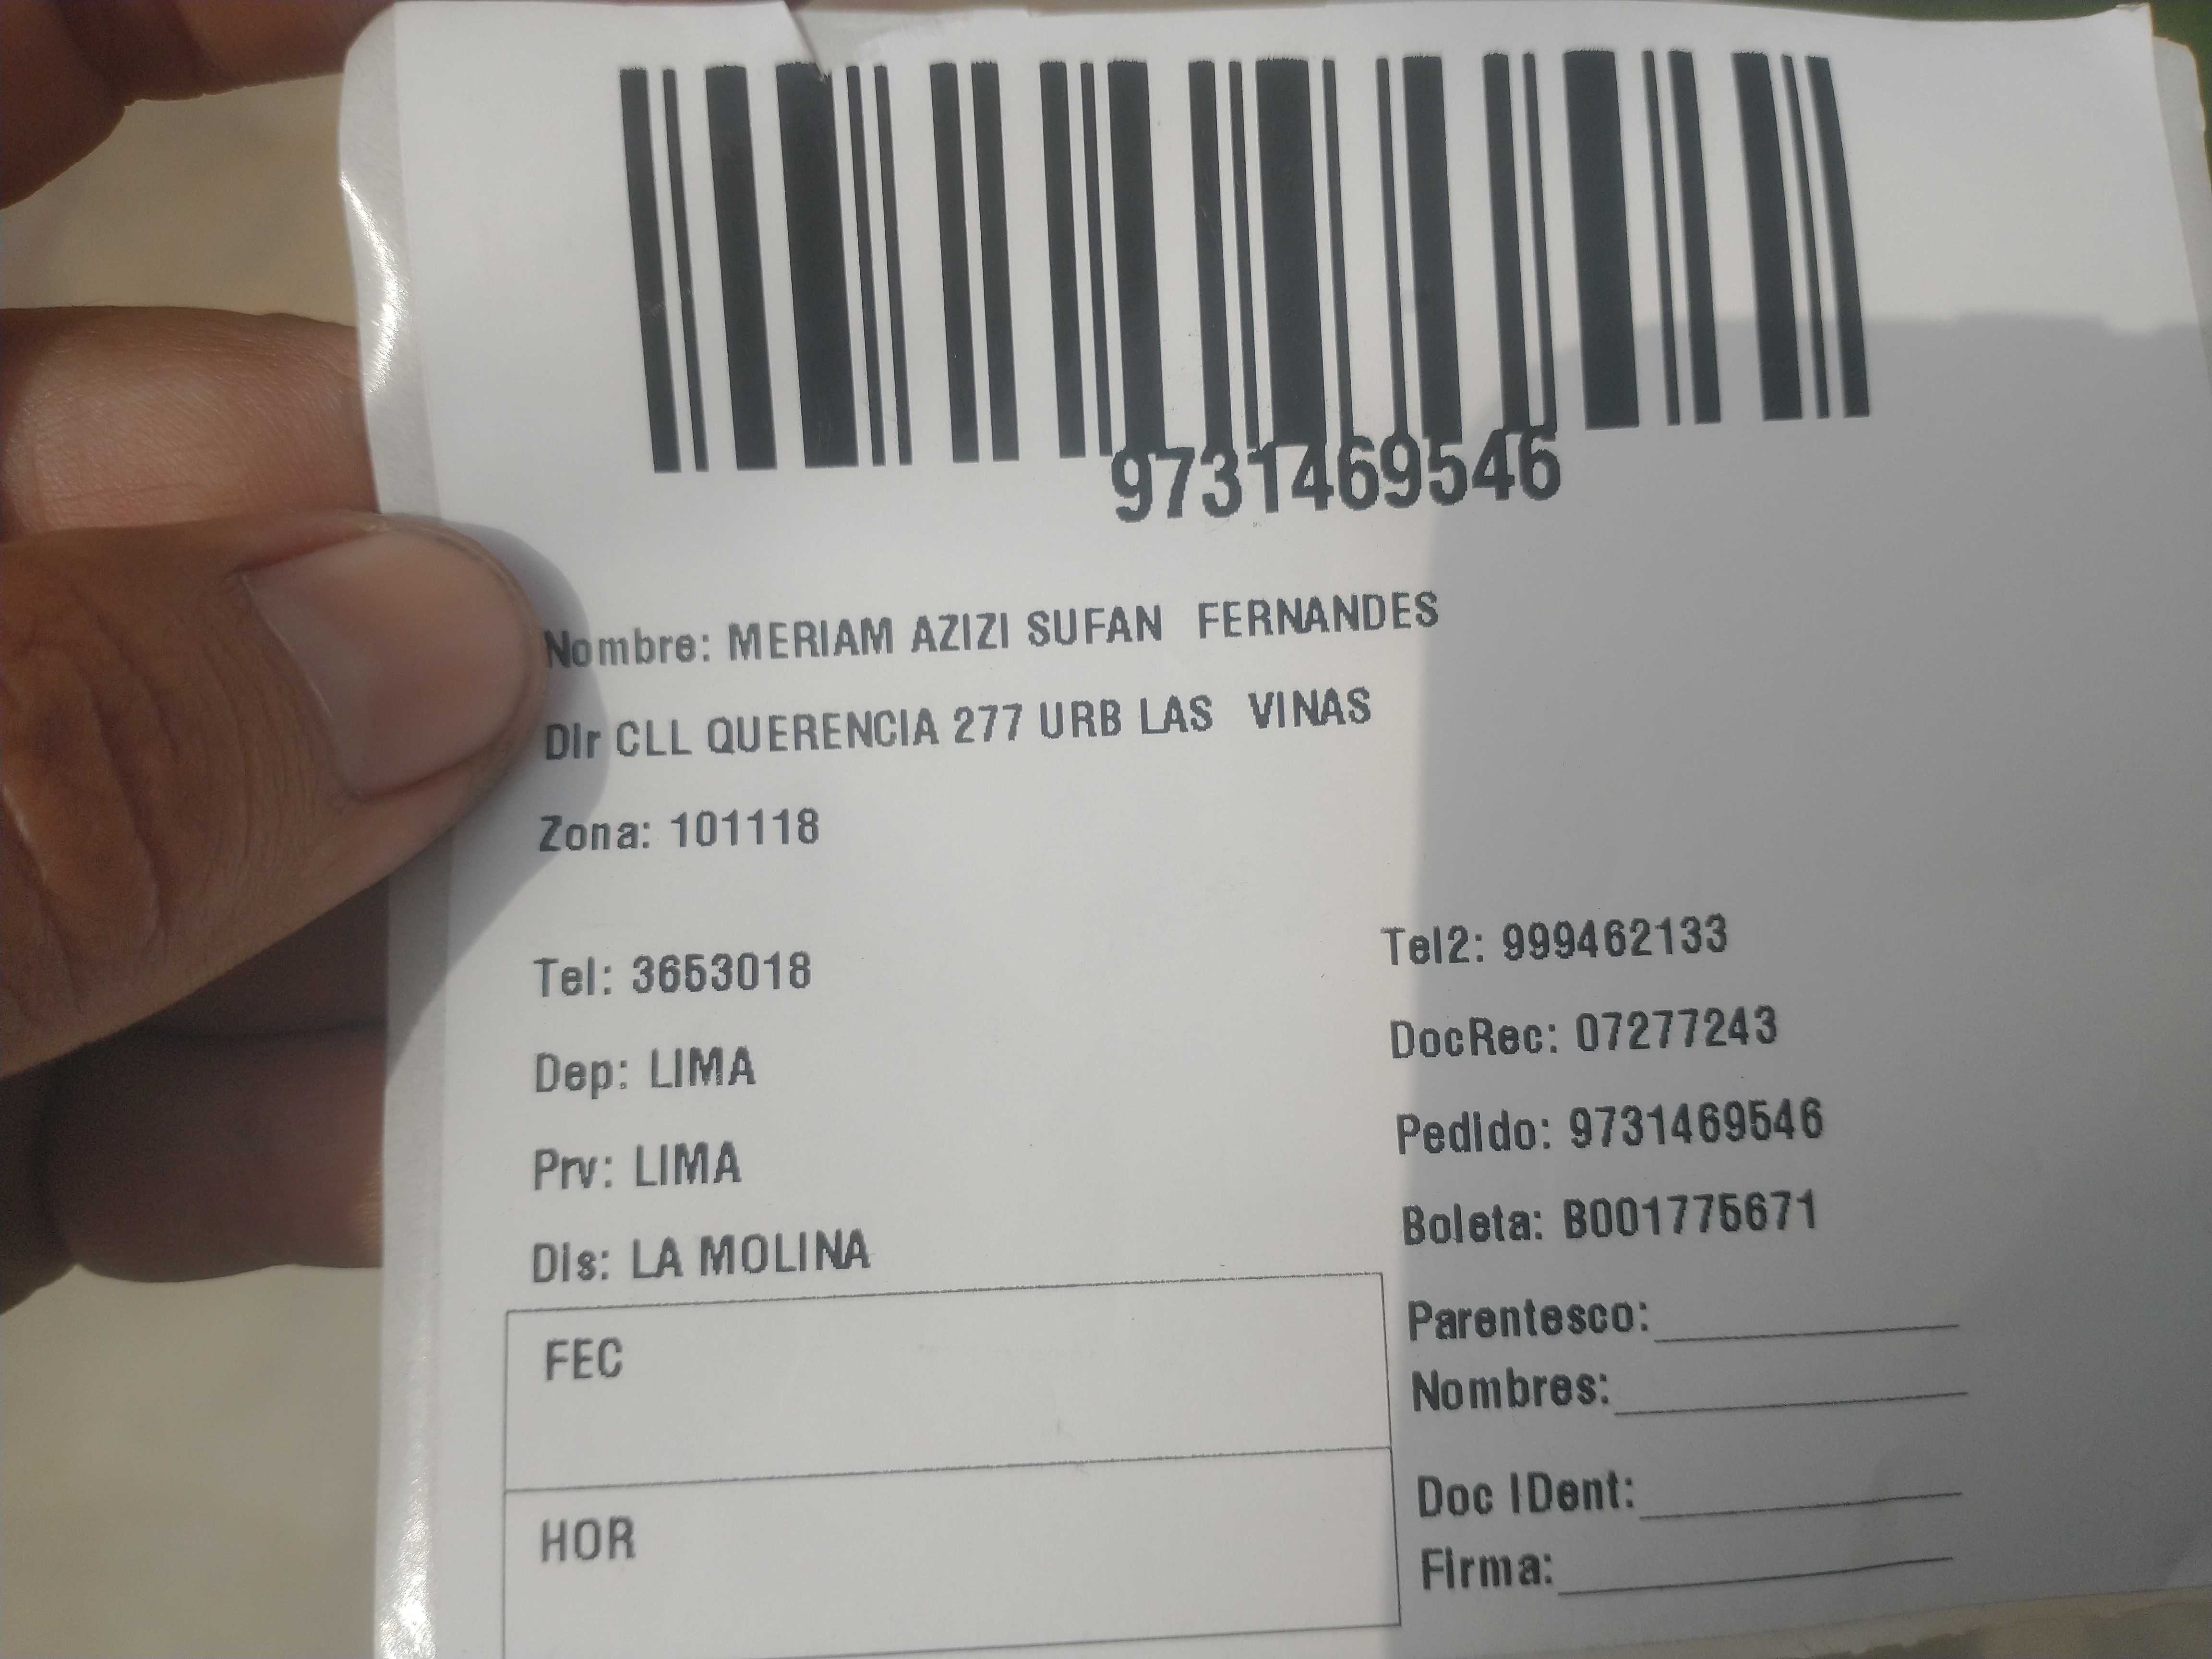 9731469546
Nombre: MERIAM AZIZI SUFAN FERNANDES
Dir CLL QUERENCIA 277 URB LAS VINAS
Zona: 101118
Tel: 3653018
Tel2: 999462133
DocRec: 07277243
Dep: LIMA
Pedido: 9731469546
Prv: LIMA
Boleta: B001775671
Dis: LA MOLINA
Parentesco:
FEC
Nombres:
Doc IDent:
HOR
Firma: